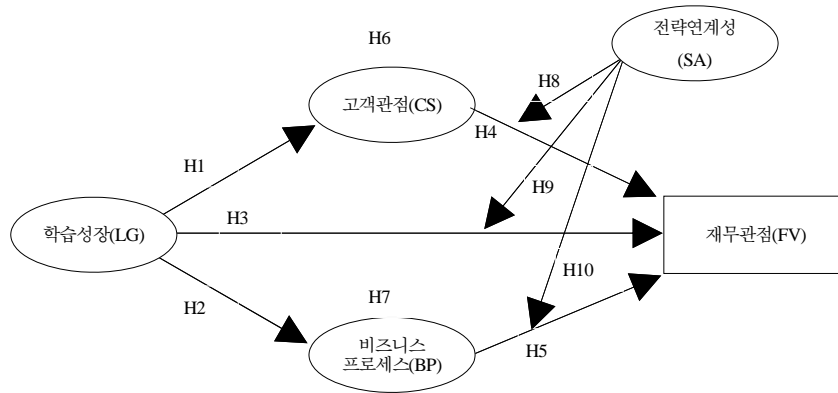 H6
전략연계성
(SA)
H8
고객관점(CS)
H4
H1
H9
학습성장(LG)
H3
재무관점(FV)
H10
H2
H7
비즈니스
프로세스(BP)
H5